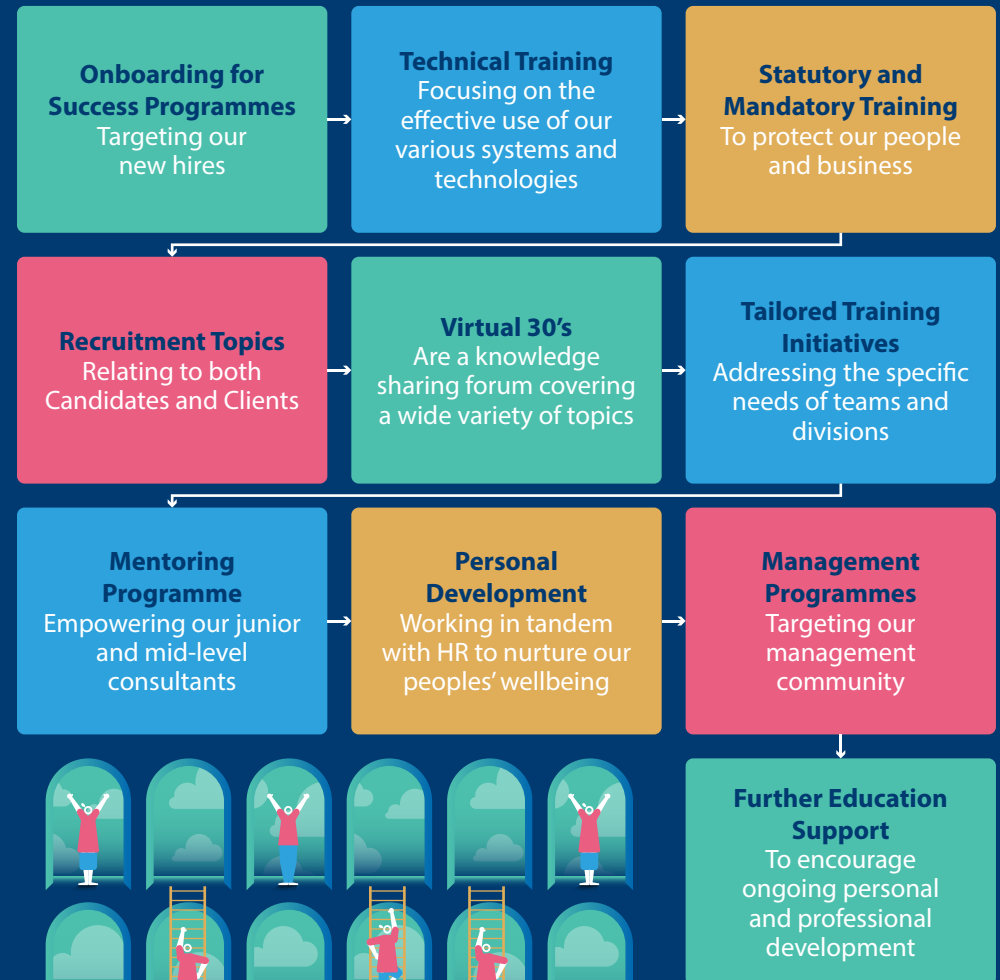 Onboarding for
Success Programmes
Targeting our
new hires
Technical Training
Focusing on the
effective use of our
various systems and
technologies
Statutory and
Mandatory Training
To protect our people
and business
Recruitment Topics
Relating to both
Candidates and Clients
Virtual 30's
Are a knowledge
sharing forum covering
a wide variety of topics
Tailored Training
Initiatives
Addressing the specific
needs of teams and
divisions
Mentoring
Programme
Empowering our junior
and mid-level
consultants
Personal
Development
Working in tandem
with HR to nurture our
peoples’ wellbeing
Management
Programmes
Targeting our
management
community
Further Education
Support
To encourage
ongoing personal
and professional
development